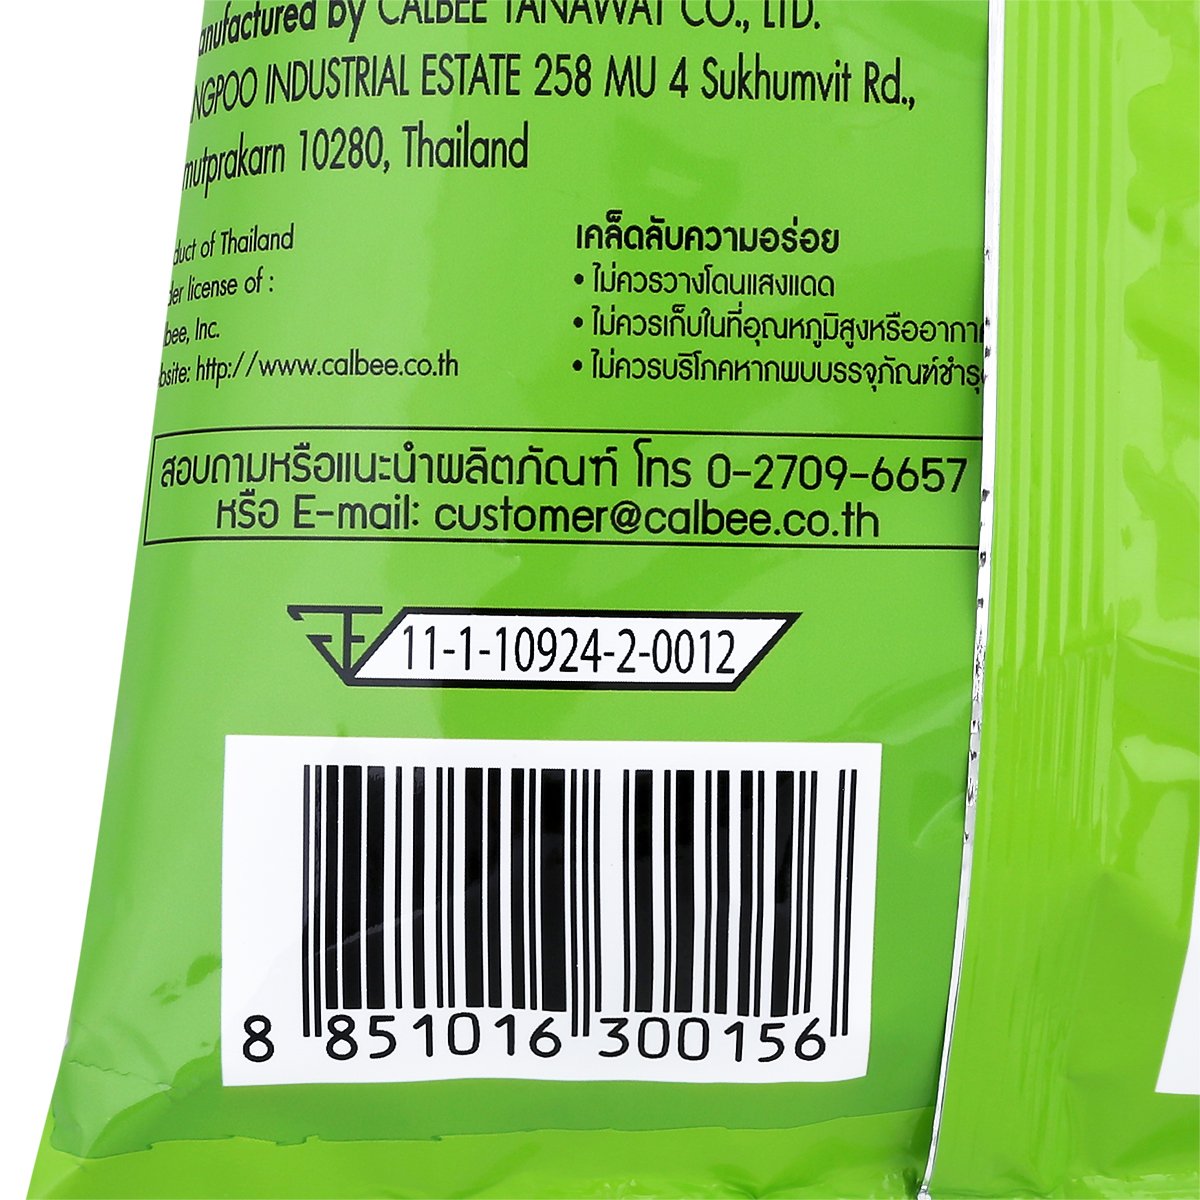 anufactured by CALBEE TANAWAT CO., LTD.
NGPOO INDUSTRIAL ESTATE 258 MU 4 Sukhumvit Rd.,
mutprakarn 10280, Thailand
duct of Thailand
der license of :
bee, Inc.
bsite: http://www.calbee.co.th
เคล็ดลับความอร่อย
• ไม่ควรวางโดนแสงแดด
• ไม่ควรเก็บในที่อุณหภูมิสูงหรืออากา
• ไม่ควรบริโภคหากพบบรรจุภัณฑ์ชำรุ
สอบถามหรือแนะนำผลิตภัณฑ์ โทร 0-2709-6657
หรือ E-mail: customer@calbee.co.th
11-1-10924-2-0012
8 851016 300156